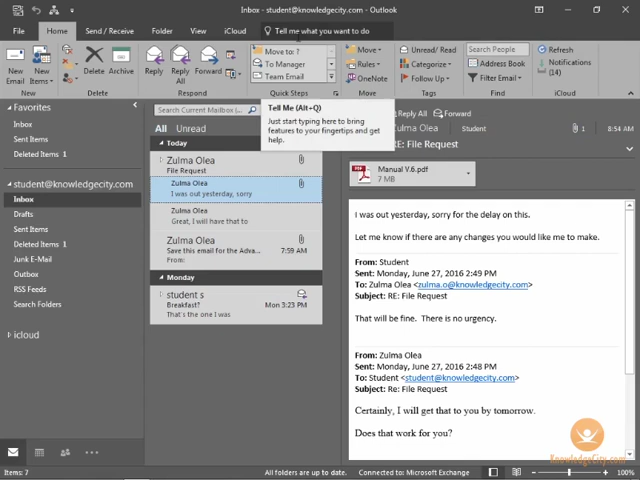 Inbox - student@knowledgecity.com - Outlook
File Home Send / Receive Folder View iCloud Tell me what you want to do
New Email
New Items
Delete Archive
Delete
Reply Reply All Forward
Respond
Move to: ?
To Manager
Team Email
Quick Steps
Move
Rules
OneNote
Move
Unread/ Read
Categorize
Follow Up
Tags
Search People
Filter Email
Refresh
Notifications (14)
Favorites
Inbox
Sent Items
Deleted Items 1
student@knowledgecity.com
Inbox
Drafts
Sent Items
Deleted Items 1
Junk E-Mail
Outbox
RSS Feeds
Search Folders
icloud
Search Current Mailbox (...
All Unread
Today
Zulma Olea
File Request
Zulma Olea
I was out yesterday, sorry
Zulma Olea
Great, I will have that to
Zulma Olea
Save this email for the Adva... 7:59 AM
From:
Monday
student s
Breakfast? Mon 3:23 PM
That's the one I was
Tell Me (Alt+Q)
Just start typing here to bring
features to your fingertips and get
help.
Reply All Forward
Zulma Olea Student 1 8:54 AM
RE: File Request
Manual V.6.pdf
7 MB
I was out yesterday, sorry for the delay on this.
Let me know if there are any changes you would like me to make.
From: Student
Sent: Monday, June 27, 2016 2:49 PM
To: Zulma Olea <zulma.o@knowledgecity.com>
Subject: RE: File Request
That will be fine. There is no urgency.
From: Zulma Olea
Sent: Monday, June 27, 2016 2:48 PM
To: Student <student@knowledgecity.com>
Subject: Re: File Request
Certainly, I will get that to you by tomorrow.
Does that work for you?
KnowledgeCity.com
Items: 7 All folders are up to date. Connected to: Microsoft Exchange 100%